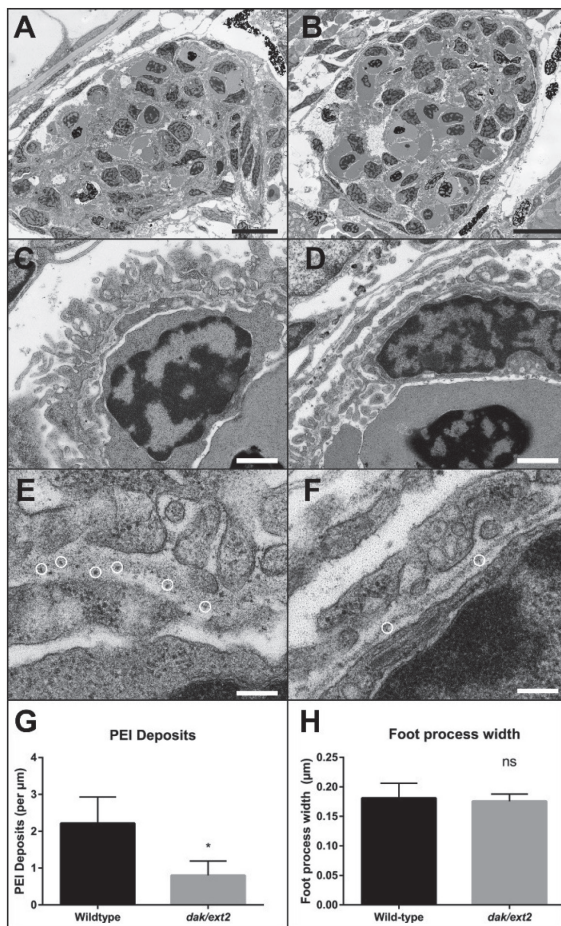 A
B
C
D
E
F
G
PEI Deposits
PEI Deposits (per µm)
4
3
2
1
0
*
Wildtype
dak/ext2
H
Foot process width
Foot process width (µm)
0.25
0.20
0.15
0.10
0.05
0.00
ns
Wild-type
dak/ext2